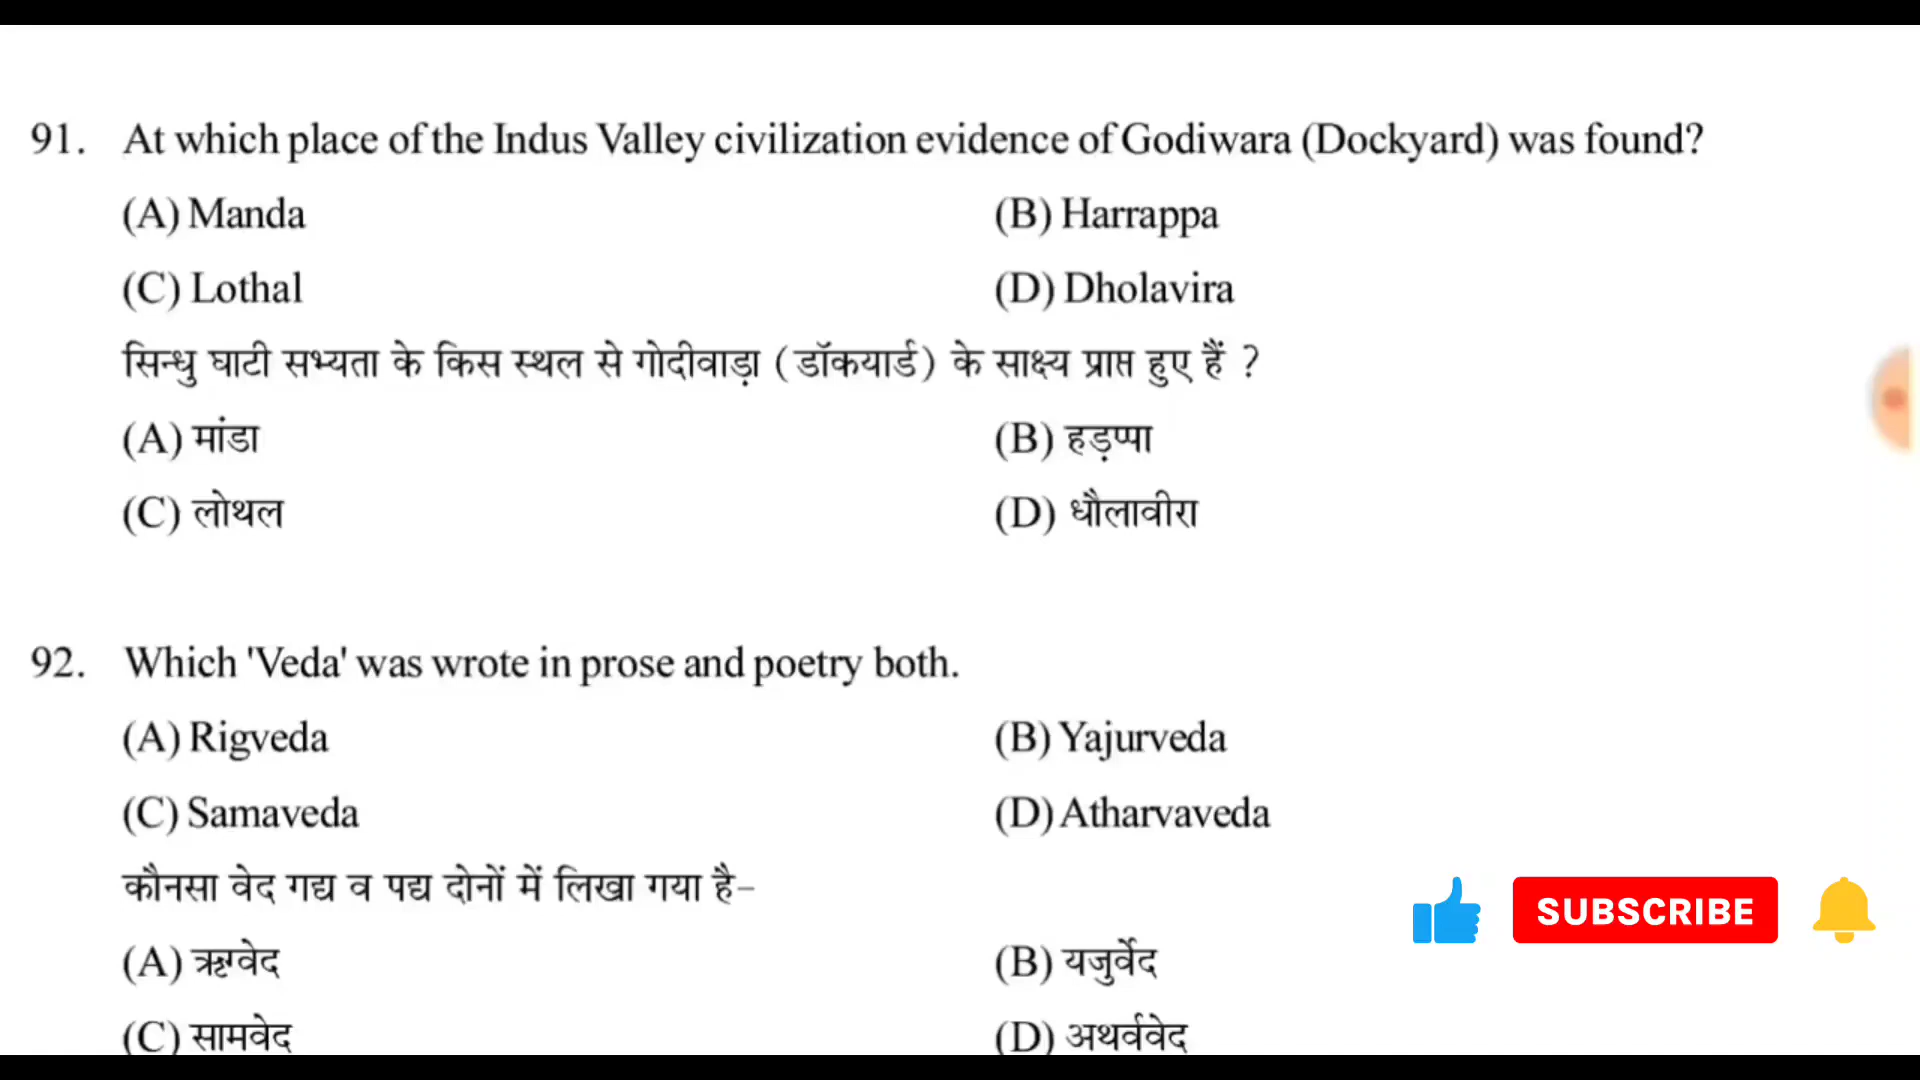 91. At which place of the Indus Valley civilization evidence of Godiwara (Dockyard) was found?
(A) Manda (B) Harrappa
(C) Lothal (D) Dholavira
सिन्धु घाटी सभ्यता के किस स्थल से गोदीवाड़ा (डॉकयार्ड) के साक्ष्य प्राप्त हुए हैं ?
(A) मांडा (B) हड़प्पा
(C) लोथल (D) धौलावीरा
92. Which 'Veda' was wrote in prose and poetry both.
(A) Rigveda (B) Yajurveda
(C) Samaveda (D) Atharvaveda
कौनसा वेद गद्य व पद्य दोनों में लिखा गया है–
SUBSCRIBE
(A) ऋग्वेद (B) यजुर्वेद
(C) सामवेद (D) अथर्ववेद